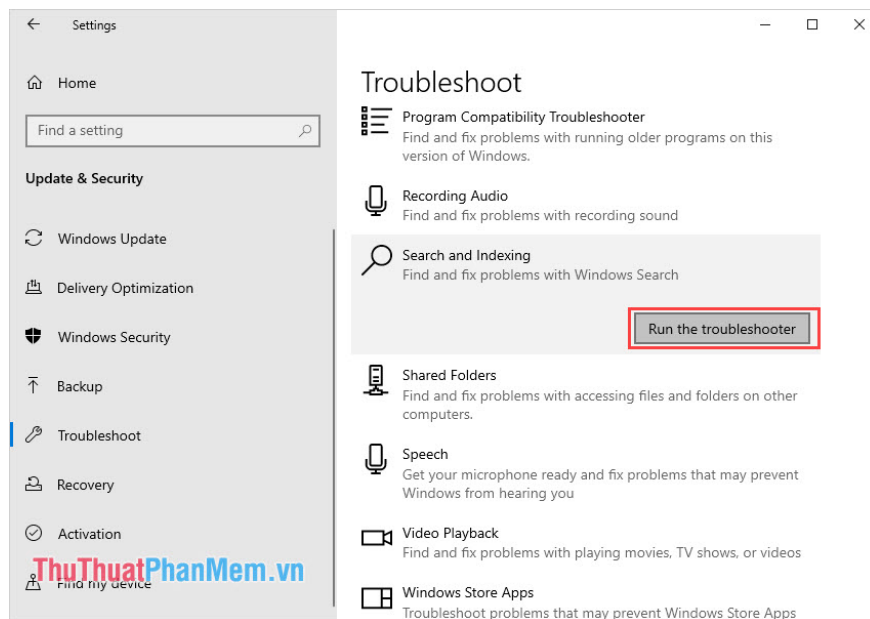 Settings
Home
Find a setting
Update & Security
Windows Update
Delivery Optimization
Windows Security
Backup
Troubleshoot
Recovery
Activation
ThuThuatPhanMem.vn
Find my device
Troubleshoot
Program Compatibility Troubleshooter
Find and fix problems with running older programs on this
version of Windows.
Recording Audio
Find and fix problems with recording sound
Search and Indexing
Find and fix problems with Windows Search
Run the troubleshooter
Shared Folders
Find and fix problems with accessing files and folders on other
computers.
Speech
Get your microphone ready and fix problems that may prevent
Windows from hearing you
Video Playback
Find and fix problems with playing movies, TV shows, or videos
Windows Store Apps
Troubleshoot problems that may prevent Windows Store Apps